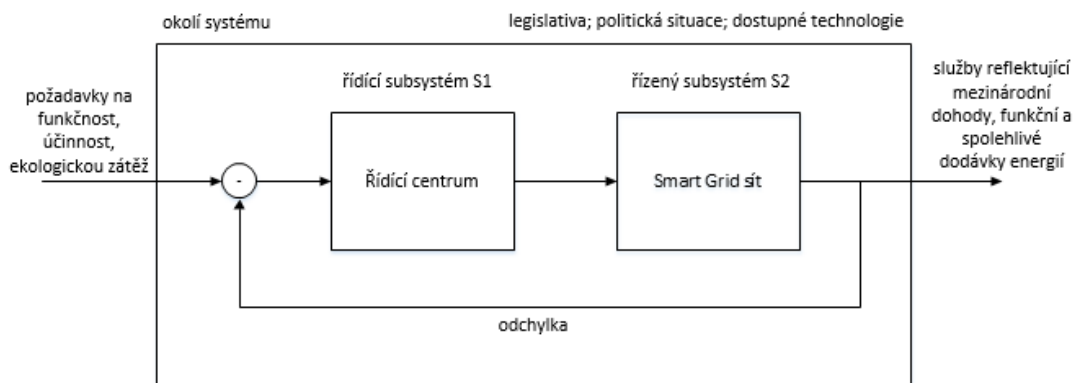 okolí systému
legislativa; politická situace; dostupné technologie
požadavky na
funkčnost,
účinnost,
ekologickou zátěž
řídící subsystém S1
řízený subsystém S2
služby reflektující
mezinárodní
dohody, funkční a
spolehlivé
dodávky energií
-
Řídící centrum
Smart Grid sít
odchylka